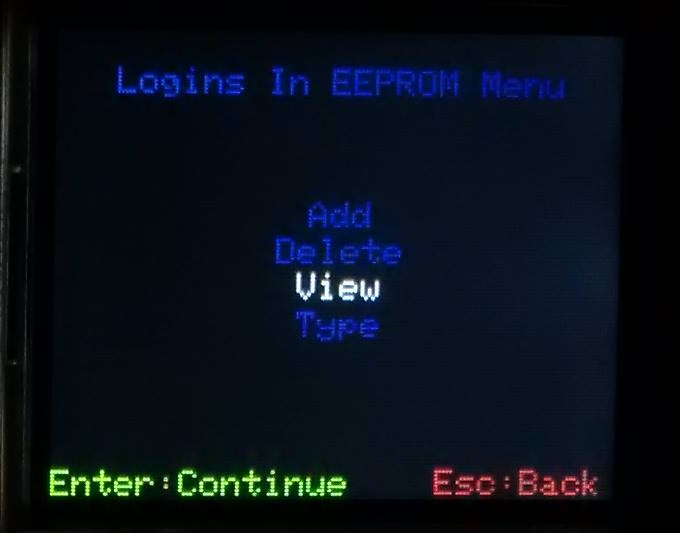 Logins In EEPROM Menu
Add
Delete
View
Type
Enter:Continue Esc:Back